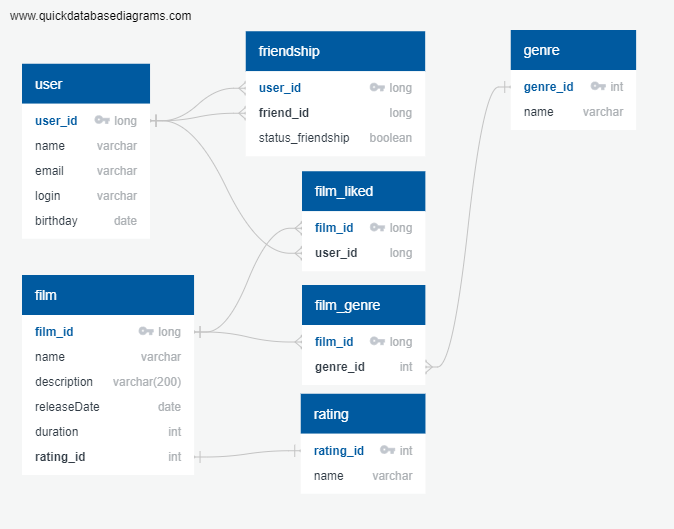 www.quickdatabasediagrams.com
user
user_id long
name varchar
email varchar
login varchar
birthday date
friendship
user_id long
friend_id long
status_friendship boolean
genre
genre_id int
name varchar
film_liked
film_id long
user_id long
film
film_id long
name varchar
description varchar(200)
releaseDate date
duration int
rating_id int
film_genre
film_id long
genre_id int
rating
rating_id int
name varchar